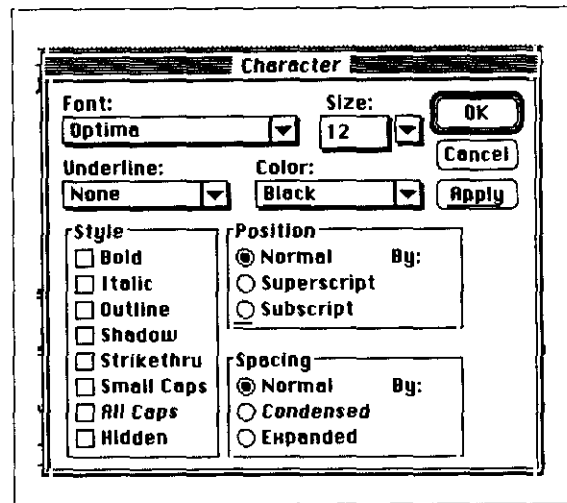 Character
Font: Size:
Optima 12 OK
Cancel
Underline: Color:
None Black Apply
Style
Bold
Italic
Outline
Shadow
Strikethru
Small Caps
All Caps
Hidden
Position
Normal By:
Superscript
Subscript
Spacing
Normal By:
Condensed
Expanded